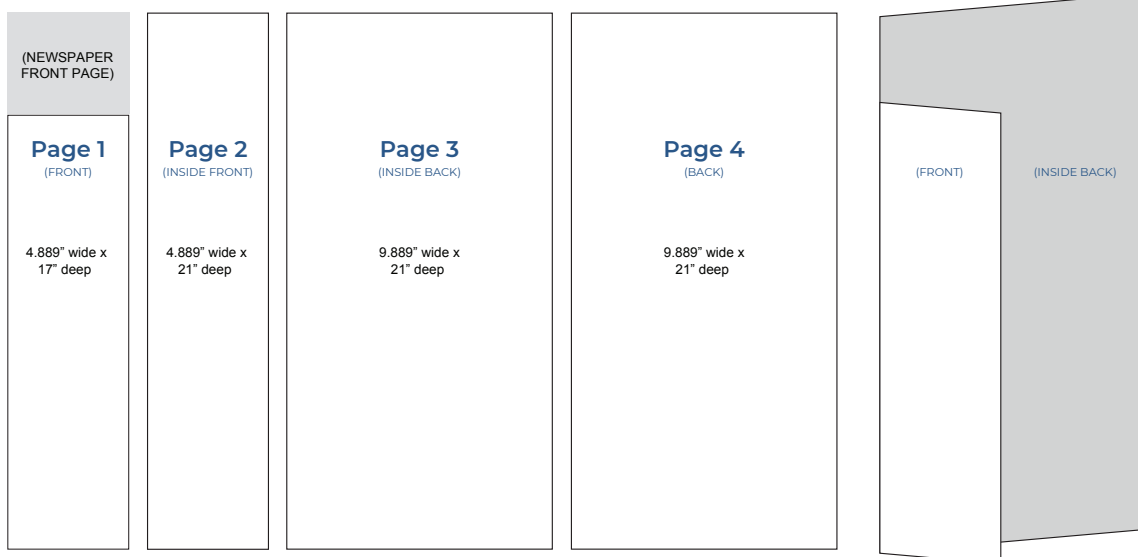 (NEWSPAPER
FRONT PAGE)
Page 1
(FRONT)
4.889” wide x
17” deep
Page 2
(INSIDE FRONT)
4.889” wide x
21” deep
Page 3
(INSIDE BACK)
9.889” wide x
21” deep
Page 4
(BACK)
9.889” wide x
21” deep
(FRONT)
(INSIDE BACK)